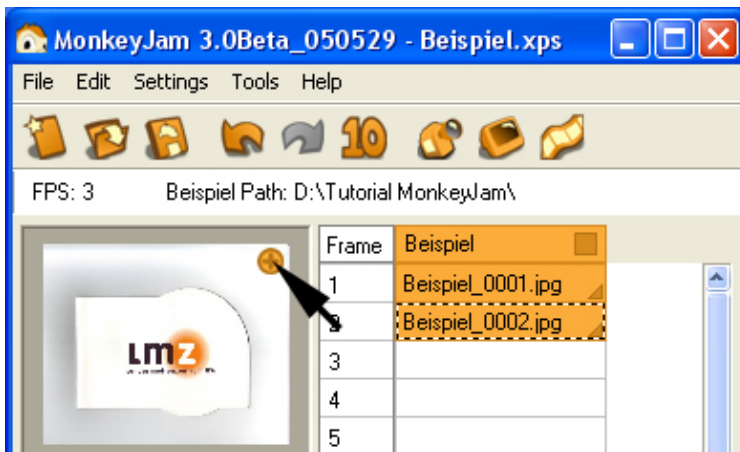 MonkeyJam 3.0Beta_050529 - Beispiel.xps
File Edit Settings Tools Help
10
FPS: 3 Beispiel Path: D:\Tutorial MonkeyJam\
Frame Beispiel
1 Beispiel_0001.jpg
2 Beispiel_0002.jpg
LMZ
3
4
5